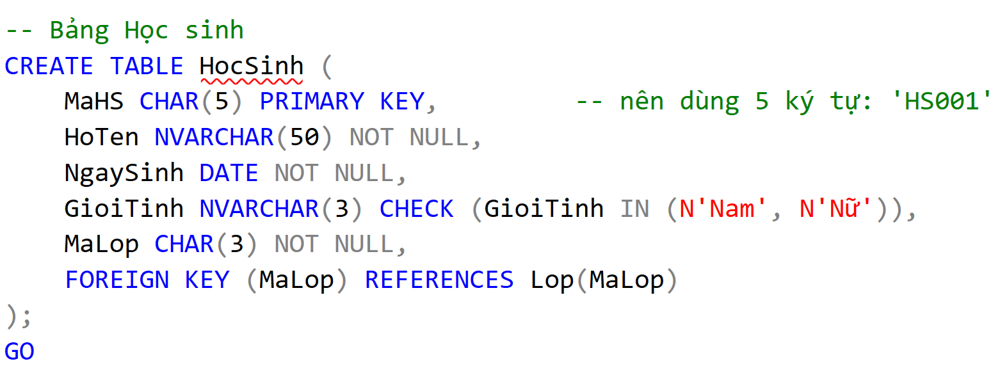 -- Bảng Học sinh
CREATE TABLE HocSinh (
    MaHS CHAR(5) PRIMARY KEY,         -- nên dùng 5 ký tự: 'HS001'
    HoTen NVARCHAR(50) NOT NULL,
    NgaySinh DATE NOT NULL,
    GioiTinh NVARCHAR(3) CHECK (GioiTinh IN (N'Nam', N'Nữ')),
    MaLop CHAR(3) NOT NULL,
    FOREIGN KEY (MaLop) REFERENCES Lop(MaLop)
);
GO